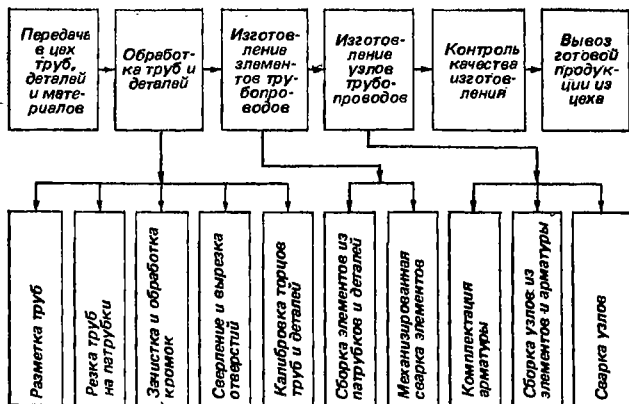 Передача
в цех
труб,
деталей
и мате-
риалов
Обработ-
ка труб и
деталей
Изготов-
ление
элемен-
тов тру-
бопро-
водов
Изготов-
ление
узлов
трубо-
проводов
Контроль
качества
изготов-
ления
Вывоз
готовой
продук-
ции из
цеха
Разметка труб
Резка труб
на патрубки
Зачистка и обработка
кромок
Сверление и вырезка
отверстий
Калибровка торцов
труб и деталей
Сборка элементов из
патрубков и деталей
Механизированная
сварка элементов
Комплектация
арматуры
Сборка узлов из
элементов и арматуры
Сварка узлов